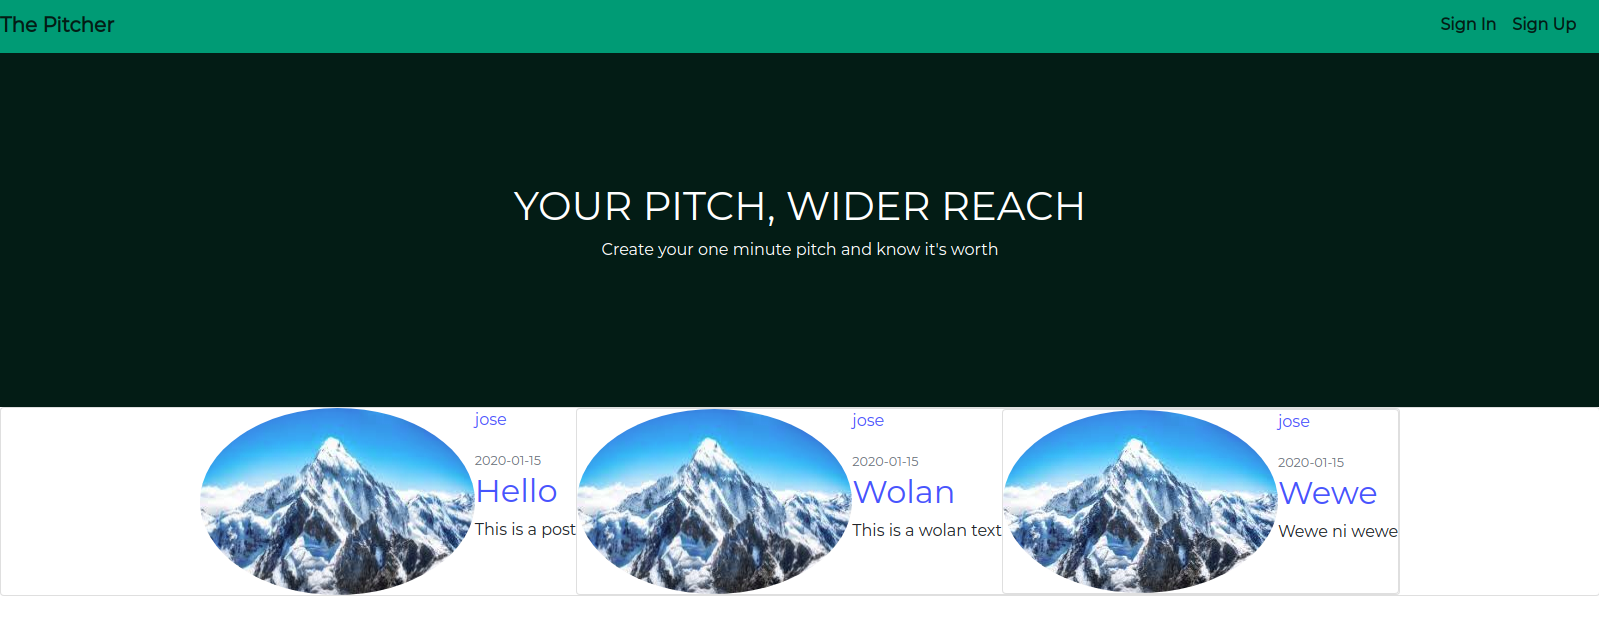 The Pitcher
Sign In Sign Up
YOUR PITCH, WIDER REACH
Create your one minute pitch and know it's worth
jose
2020-01-15
Hello
This is a post
jose
2020-01-15
Wolan
This is a wolan text
jose
2020-01-15
Wewe
Wewe ni wewe